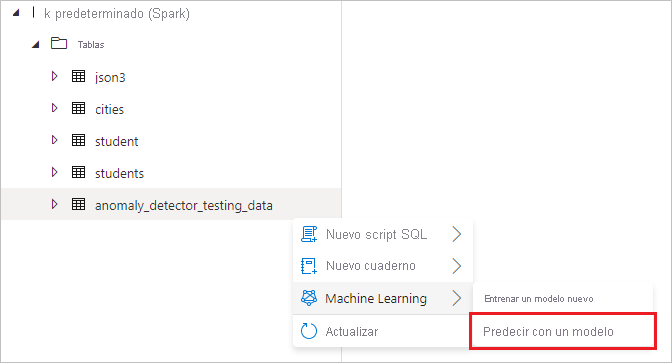 k predeterminado (Spark)
Tablas
json3
cities
student
students
anomaly_detector_testing_data
Nuevo script SQL
Nuevo cuaderno
Machine Learning
Entrenar un modelo nuevo
Actualizar
Predecir con un modelo